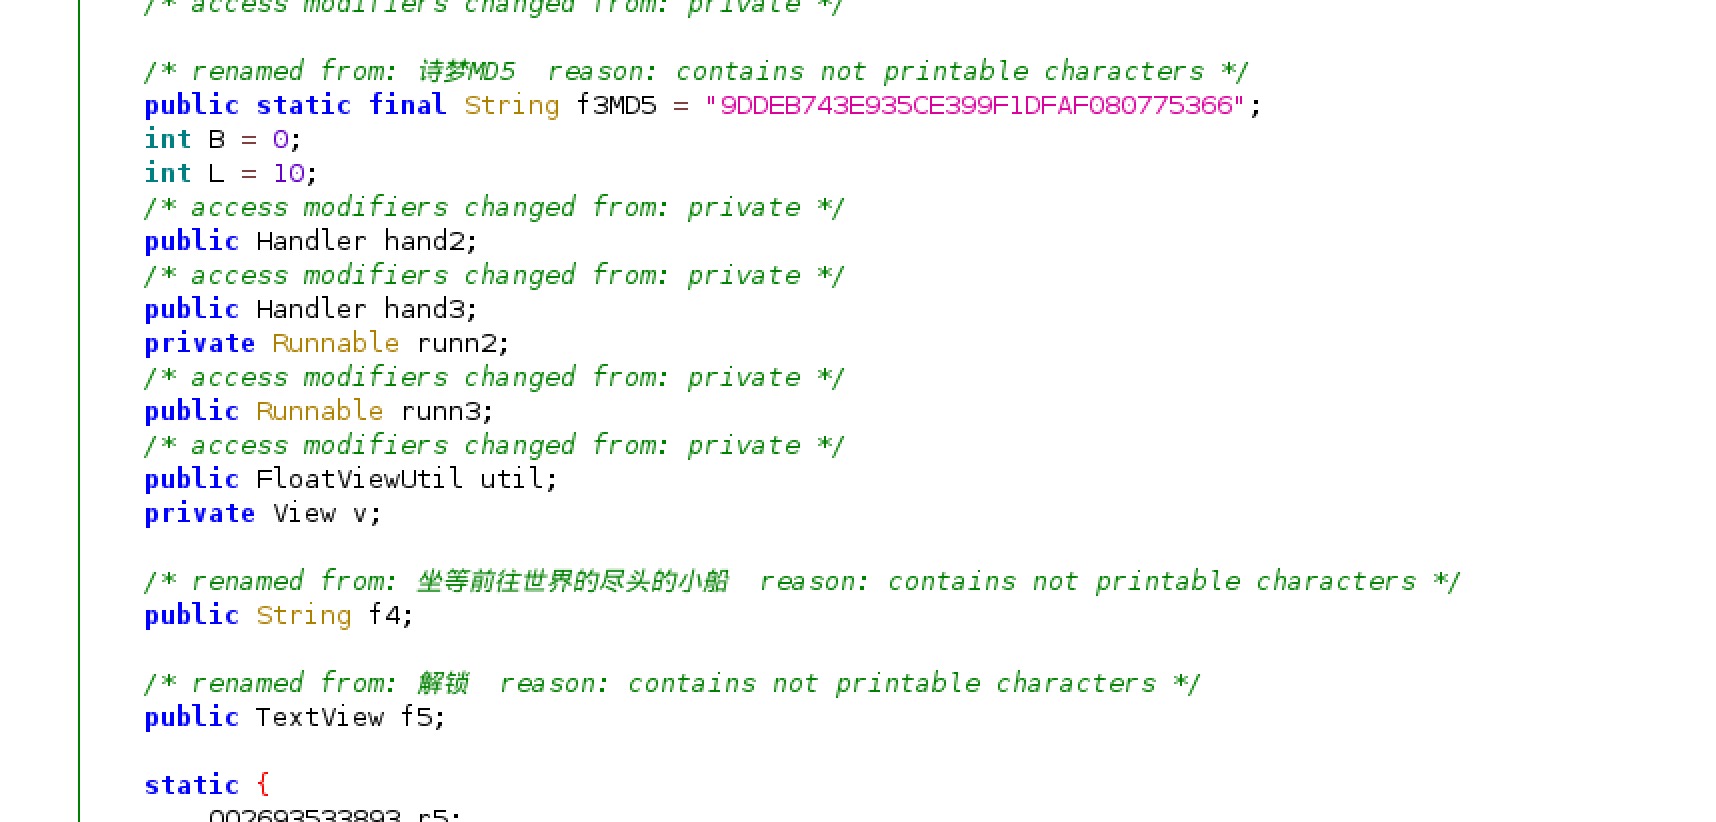 /* access modifiers changed from: private */
/* renamed from: 诗梦MD5  reason: contains not printable characters */
public static final String f3MD5 = "9DDEB743E935CE399F1DFAF080775366";
int B = 0;
int L = 10;
/* access modifiers changed from: private */
public Handler hand2;
/* access modifiers changed from: private */
public Handler hand3;
private Runnable runn2;
/* access modifiers changed from: private */
public Runnable runn3;
/* access modifiers changed from: private */
public FloatViewUtil util;
private View v;
/* renamed from: 坐等前往世界的尽头的小船  reason: contains not printable characters */
public String f4;
/* renamed from: 解锁  reason: contains not printable characters */
public TextView f5;
static {